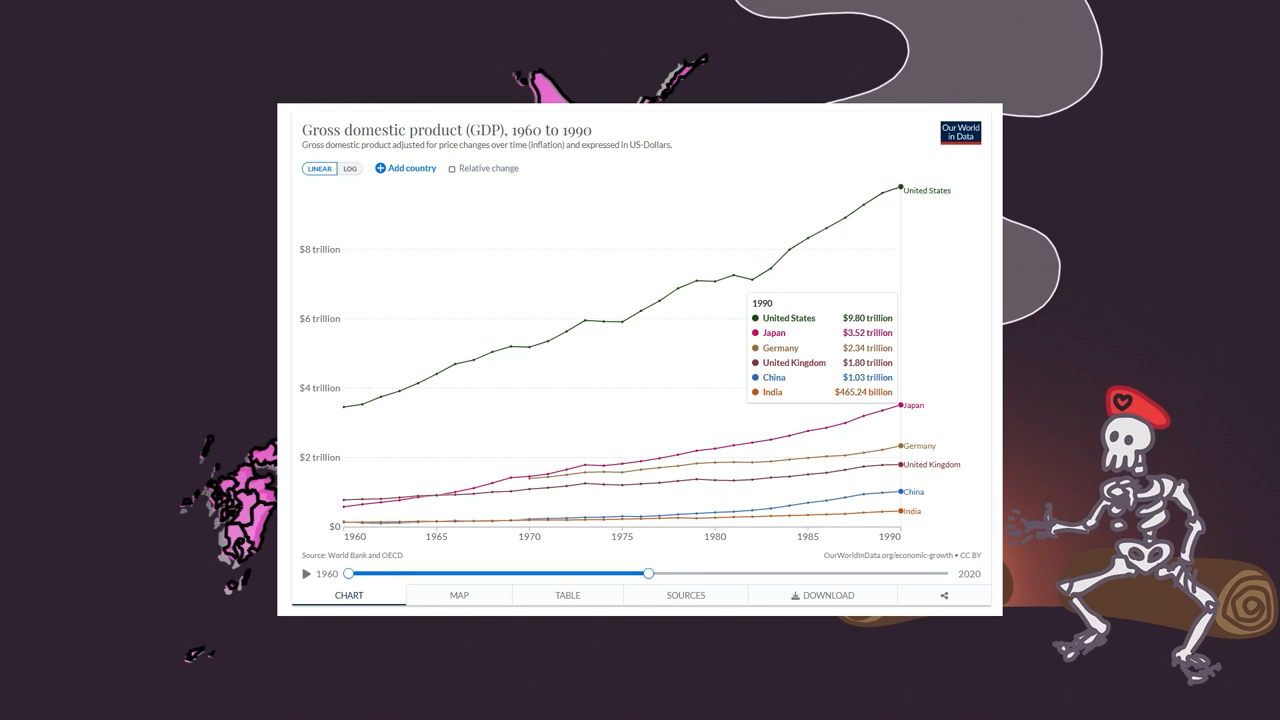 Gross domestic product (GDP), 1960 to 1990
Gross domestic product adjusted for price changes over time (inflation) and expressed in US-Dollars.
Our World
in Data
LINEAR LOG Add country Relative change
United States
$8 trillion
$6 trillion
$4 trillion
$2 trillion
$0
1990
United States $9.80 trillion
Japan $3.52 trillion
Germany $2.34 trillion
United Kingdom $1.80 trillion
China $1.03 trillion
India $465.24 billion
Japan
Germany
United Kingdom
China
India
1960 1965 1970 1975 1980 1985 1990
Source: World Bank and OECD OurWorldInData.org/economic-growth • CC BY
1960 2020
CHART MAP TABLE SOURCES DOWNLOAD